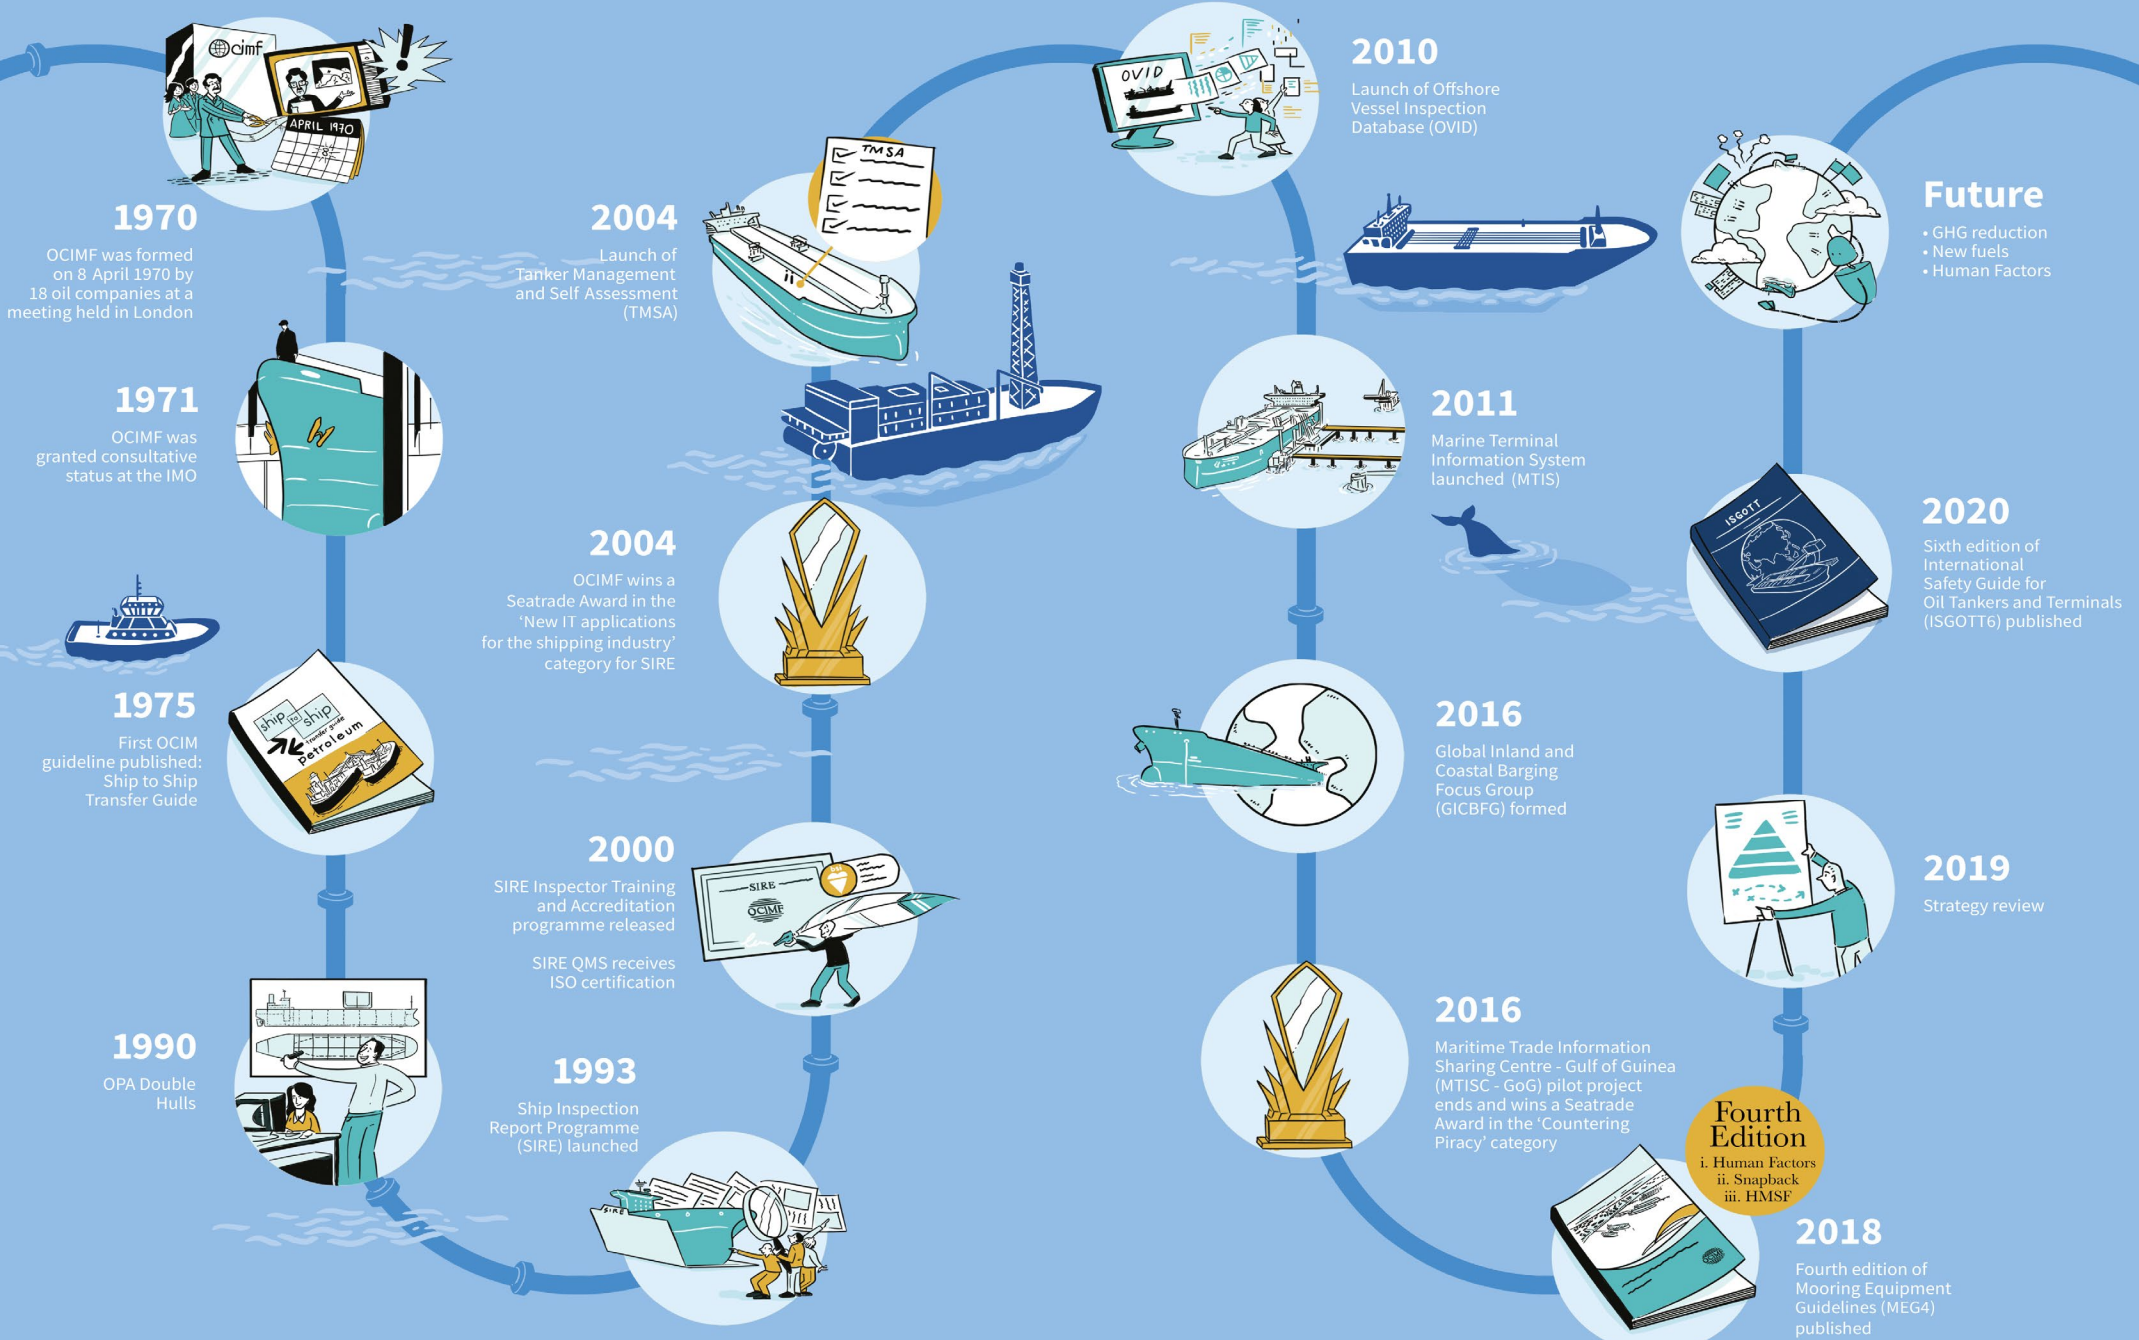 Ocimf
!
APRIL 1970
8
1970
OCIMF was formed
on 8 April 1970 by
18 oil companies at a
meeting held in London
1971
OCIMF was
granted consultative
status at the IMO
1975
First OCIM
guideline published:
Ship to Ship
Transfer Guide
ship to ship
transfer guide
petroleum
1990
OPA Double
Hulls
1993
Ship Inspection
Report Programme
(SIRE) launched
SIRE
2000
SIRE Inspector Training
and Accreditation
programme released
SIRE QMS receives
ISO certification
SIRE
OCIMF
2004
OCIMF wins a
Seatrade Award in the
‘New IT applications
for the shipping industry’
category for SIRE
2004
Launch of
Tanker Management
and Self Assessment
(TMSA)
TMSA
OVID
2010
Launch of Offshore
Vessel Inspection
Database (OVID)
2011
Marine Terminal
Information System
launched (MTIS)
2016
Global Inland and
Coastal Barging
Focus Group
(GICBFG) formed
2016
Maritime Trade Information
Sharing Centre - Gulf of Guinea
(MTISC - GoG) pilot project
ends and wins a Seatrade
Award in the ‘Countering
Piracy’ category
Fourth
Edition
i. Human Factors
ii. Snapback
iii. HMSF
2018
Fourth edition of
Mooring Equipment
Guidelines (MEG4)
published
2019
Strategy review
ISGOTT
2020
Sixth edition of
International
Safety Guide for
Oil Tankers and Terminals
(ISGOTT6) published
Future
• GHG reduction
• New fuels
• Human Factors